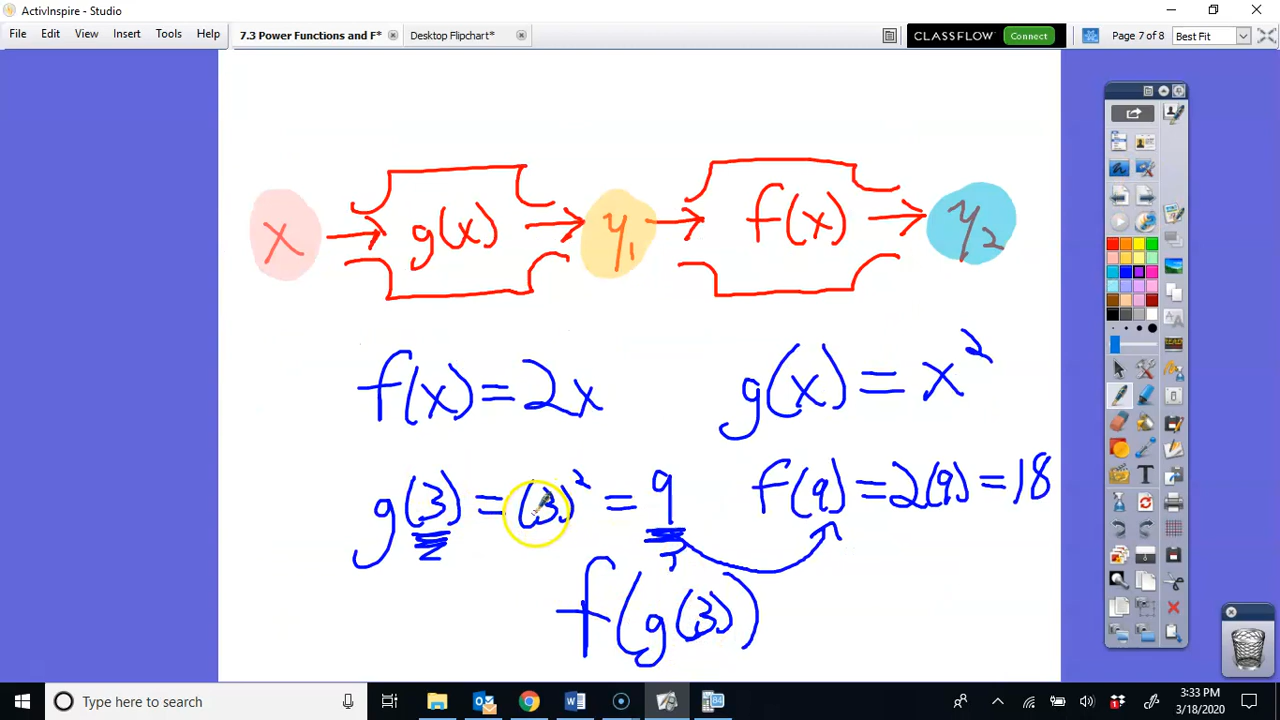 ActivInspire - Studio
File Edit View Insert Tools Help 7.3 Power Functions and F* Desktop Flipchart* CLASSFLOW Connect Page 7 of 8 Best Fit
x → g(x) → y₁ → f(x) → y₂
f(x) = 2x g(x) = x²
g(3) = (3)² = 9 f(9) = 2(9) = 18
f(g(3))
Type here to search 3:33 PM
3/18/2020